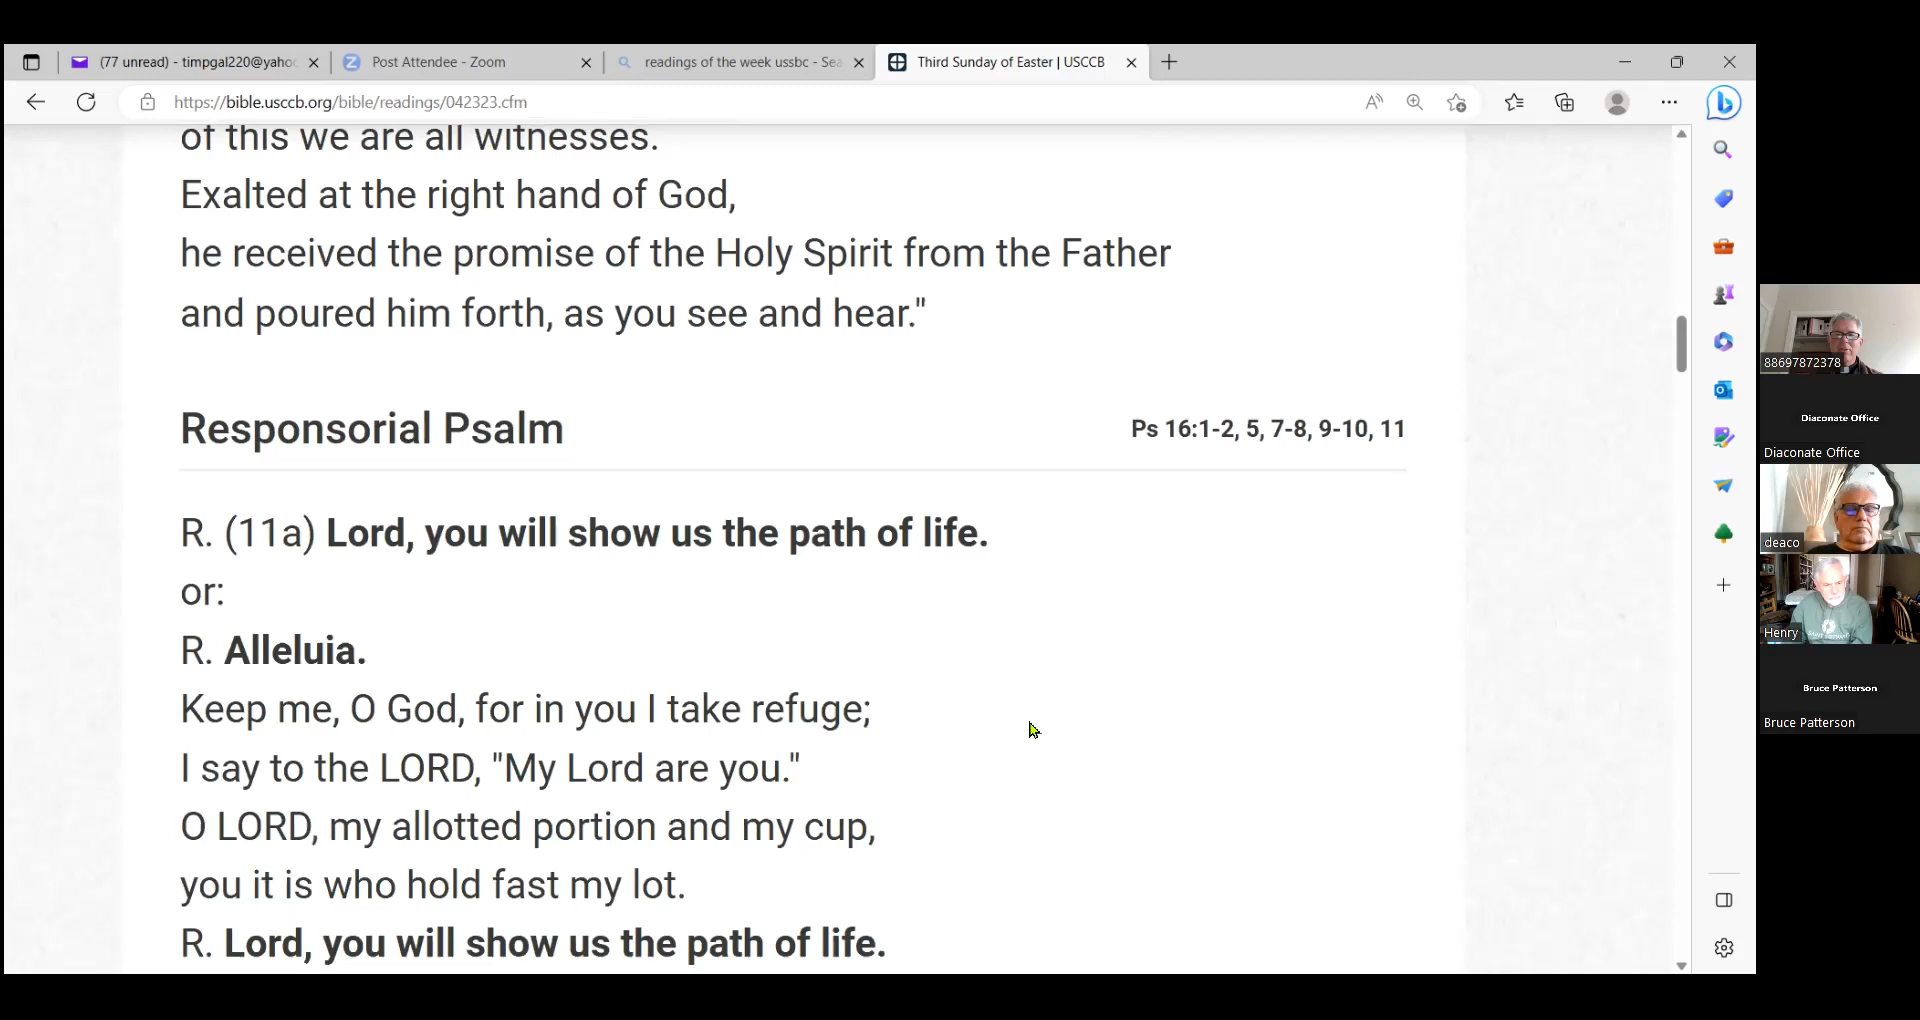 (77 unread) - timpgal220@yaho
Post Attendee - Zoom
readings of the week ussbc - Sea
Third Sunday of Easter | USCCB
https://bible.usccb.org/bible/readings/042323.cfm
of this we are all witnesses.
Exalted at the right hand of God,
he received the promise of the Holy Spirit from the Father
and poured him forth, as you see and hear."
Responsorial Psalm
Ps 16:1-2, 5, 7-8, 9-10, 11
R. (11a) Lord, you will show us the path of life.
or:
R. Alleluia.
Keep me, O God, for in you I take refuge;
I say to the LORD, "My Lord are you."
O LORD, my allotted portion and my cup,
you it is who hold fast my lot.
R. Lord, you will show us the path of life.
88697872378
Diaconate Office
Diaconate Office
deaco
Henry
Bruce Patterson
Bruce Patterson